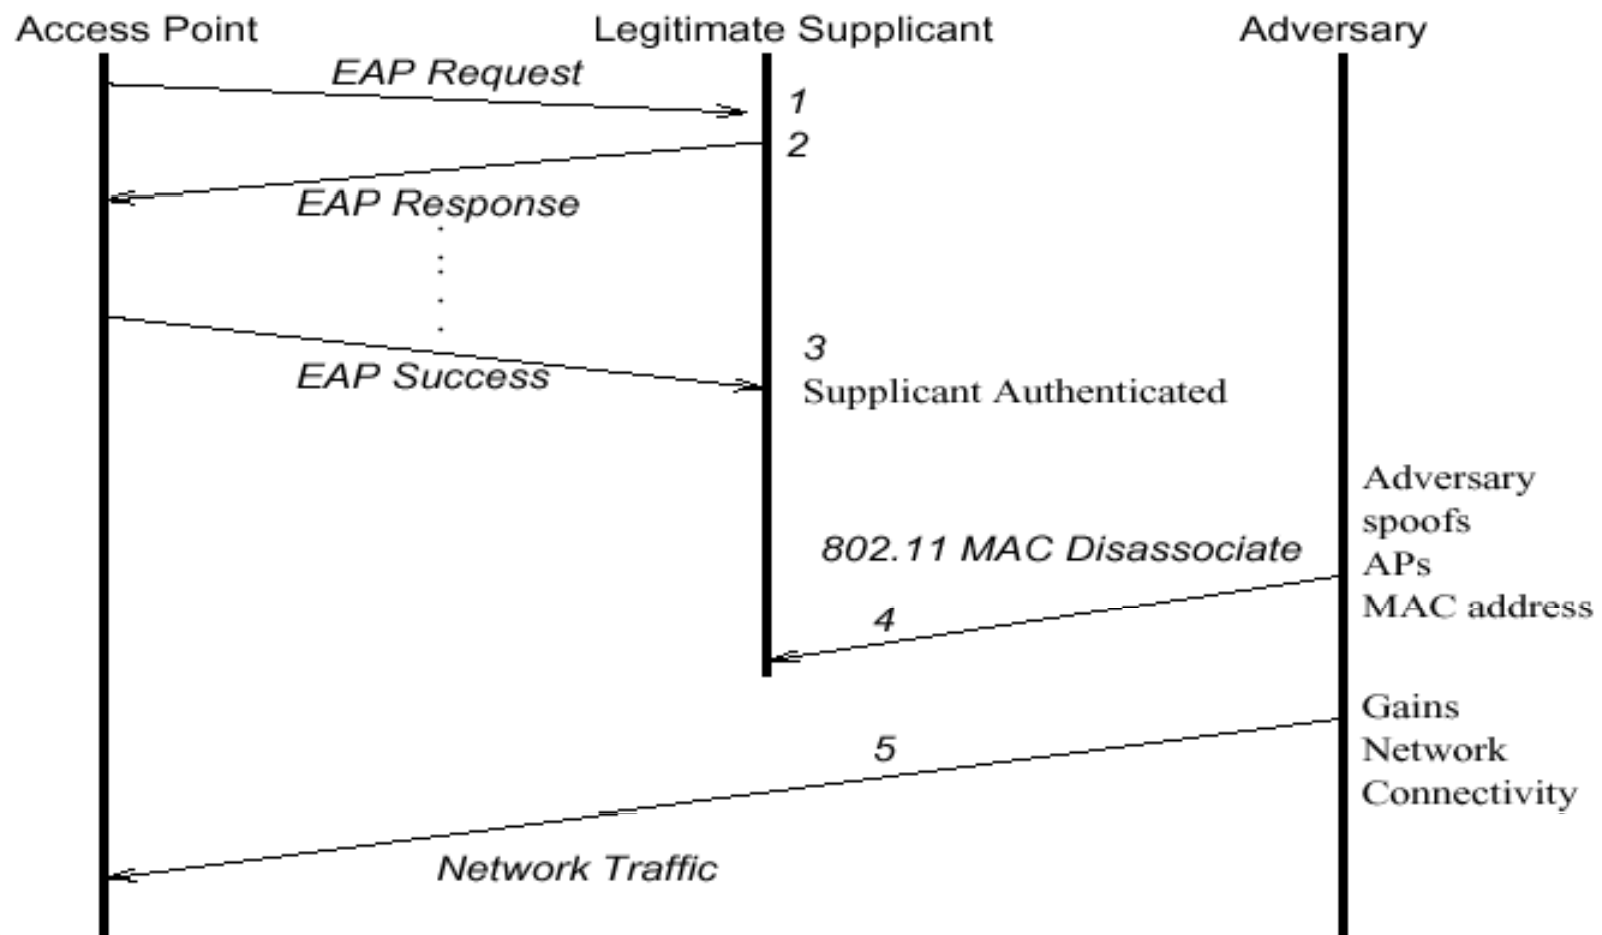 Access Point
Legitimate Supplicant
Adversary
EAP Request
1
2
EAP Response
3
EAP Success
Supplicant Authenticated
Adversary
spoofs
802.11 MAC Disassociate
APs
MAC address
4
Gains
5
Network
Connectivity
Network Traffic